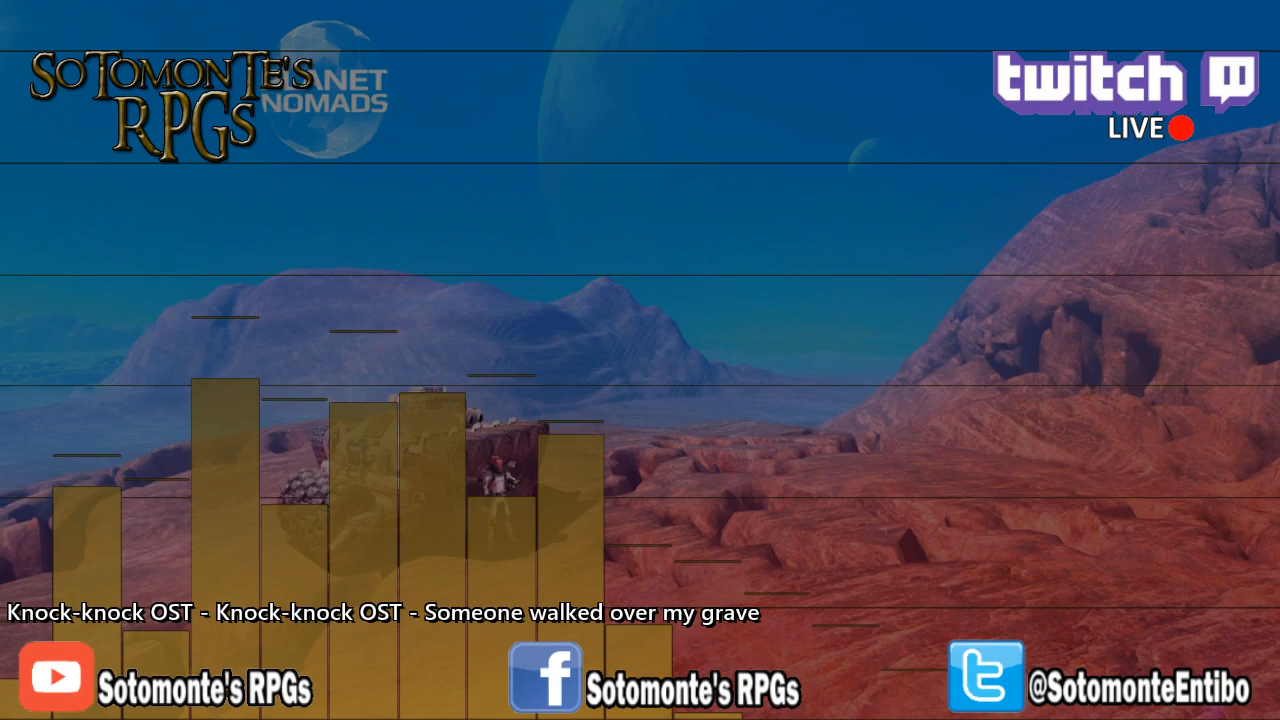 SOTOMONTE'S
RPGS
PLANET
NOMADS
twitch
LIVE
Knock-knock OST - Knock-knock OST - Someone walked over my grave
Sotomonte's RPGs
Sotomonte's RPGs
@SotomonteEntibo